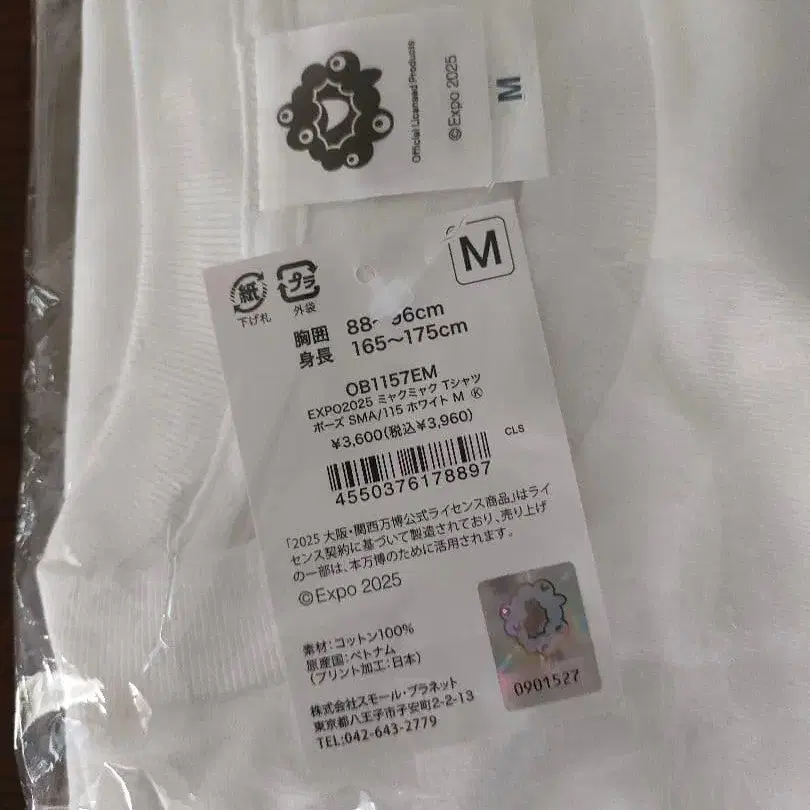 Official Licensed Products
©Expo 2025
M
M
紙
下げ札
プラ
外袋
胸囲 88~96cm
身長 165~175cm
OB1157EM
EXPO2025 ミャクミャク Tシャツ
ポーズ SMA/115 ホワイト M Ⓚ
¥3,600(税込¥3,960)
CLS
4550376178897
「2025 大阪・関西万博公式ライセンス商品」はライ
センス契約に基づいて製造されており、売り上げ
の一部は、本万博のために活用されます。
©Expo 2025
素材:コットン100%
原産国:ベトナム
(プリント加工:日本)
株式会社スモール・プラネット
東京都八王子市子安町2-2-13
TEL:042-643-2779
0901527